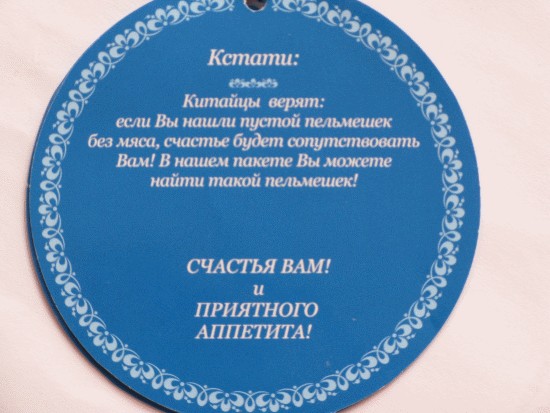 Кстати:
Китайцы верят:
если Вы нашли пустой пельмешек
без мяса, счастье будет сопутствовать
Вам! В нашем пакете Вы можете
найти такой пельмешек!
СЧАСТЬЯ ВАМ!
и
ПРИЯТНОГО
АППЕТИТА!